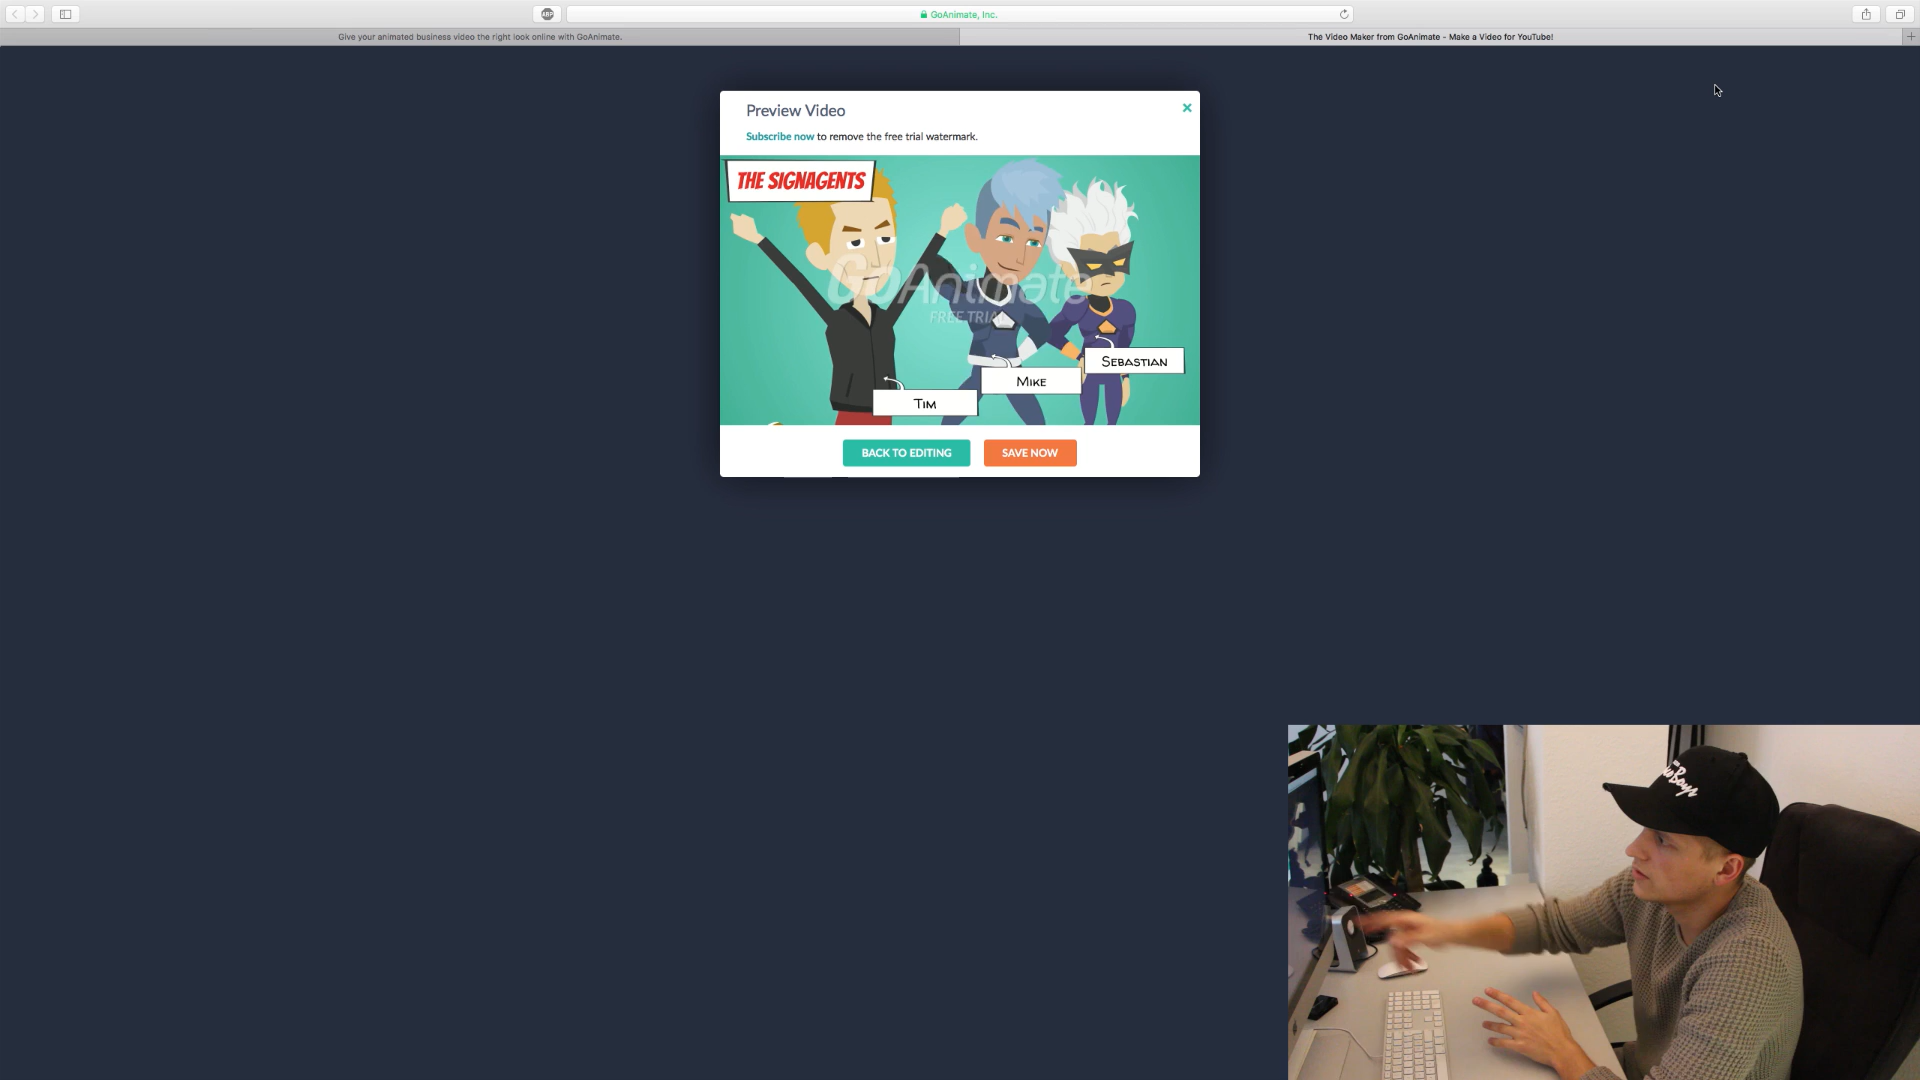 GoAnimate, Inc.
Give your animated business video the right look online with GoAnimate.
The Video Maker from GoAnimate - Make a Video for YouTube!
Preview Video
Subscribe now to remove the free trial watermark.
THE SIGNAGENTS
GoAnimate
FREE TRIAL
SEBASTIAN
MIKE
TIM
BACK TO EDITING
SAVE NOW